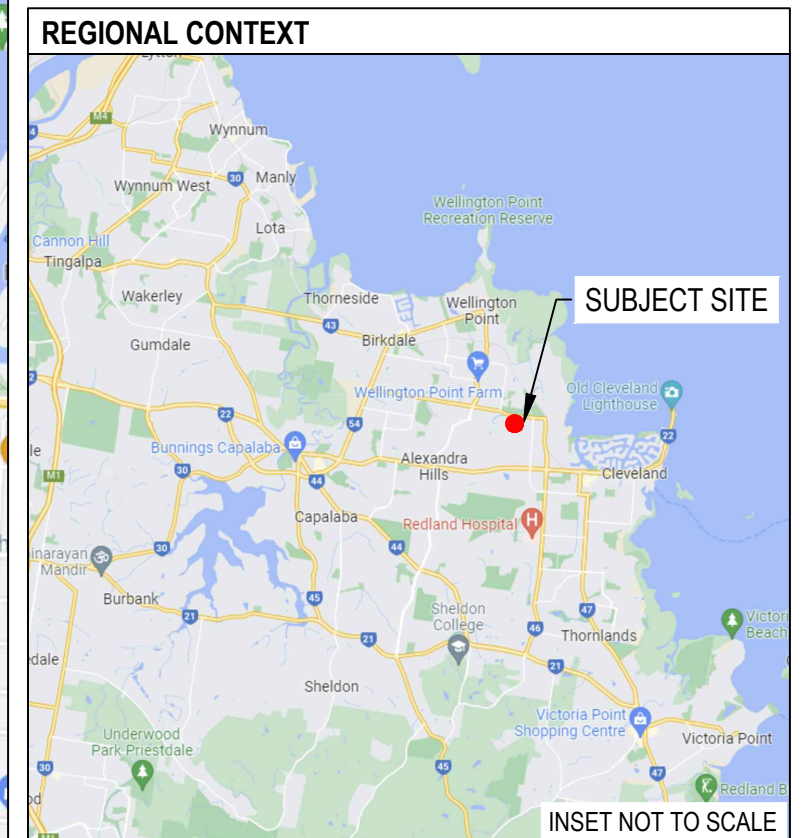 REGIONAL CONTEXT
M4
Wynnum
Wynnum West
30
Manly
Lota
Wellington Point
Recreation Reserve
Cannon Hill
Tingalpa
Wakerley
Thorneside
Wellington
Point
SUBJECT SITE
43
Gumdale
Birkdale
Wellington Point Farm
Old Cleveland
Lighthouse
22
54
22
Bunnings Capalaba
30
Alexandra
Hills
Cleveland
M1
44
Capalaba
Redland Hospital
H
44
30
Mandir
Burbank
45
Sheldon
College
47
21
21
46
Thornlands
Beach
21
Sheldon
Victoria Point
Shopping Centre
Underwood
Park Priestdale
Victoria Point
30
45
47
Redland B
INSET NOT TO SCALE